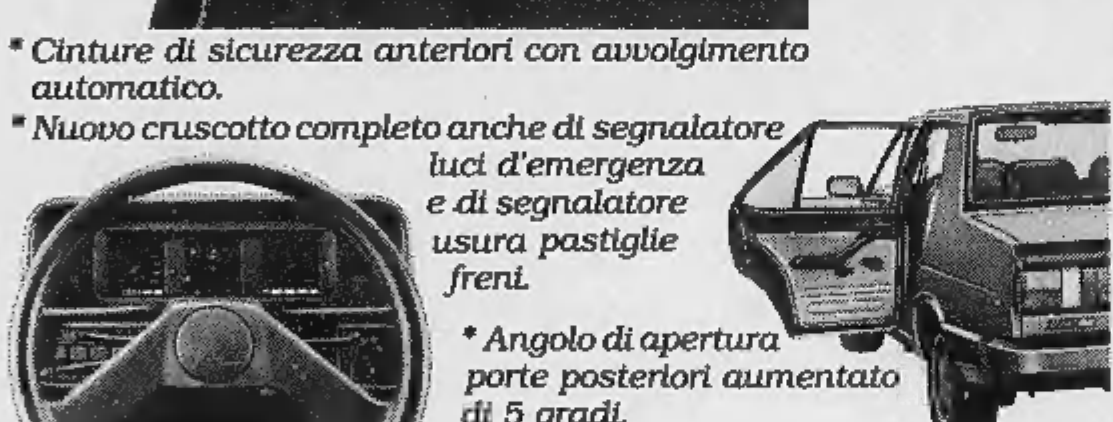 * Cinture di sicurezza anteriori con avvolgimento
automatico.
* Nuovo cruscotto completo anche di segnalatore
luci d'emergenza
e di segnalatore
usura pastiglie
freni.
* Angolo di apertura
porte posteriori aumentato
di 5 gradi.